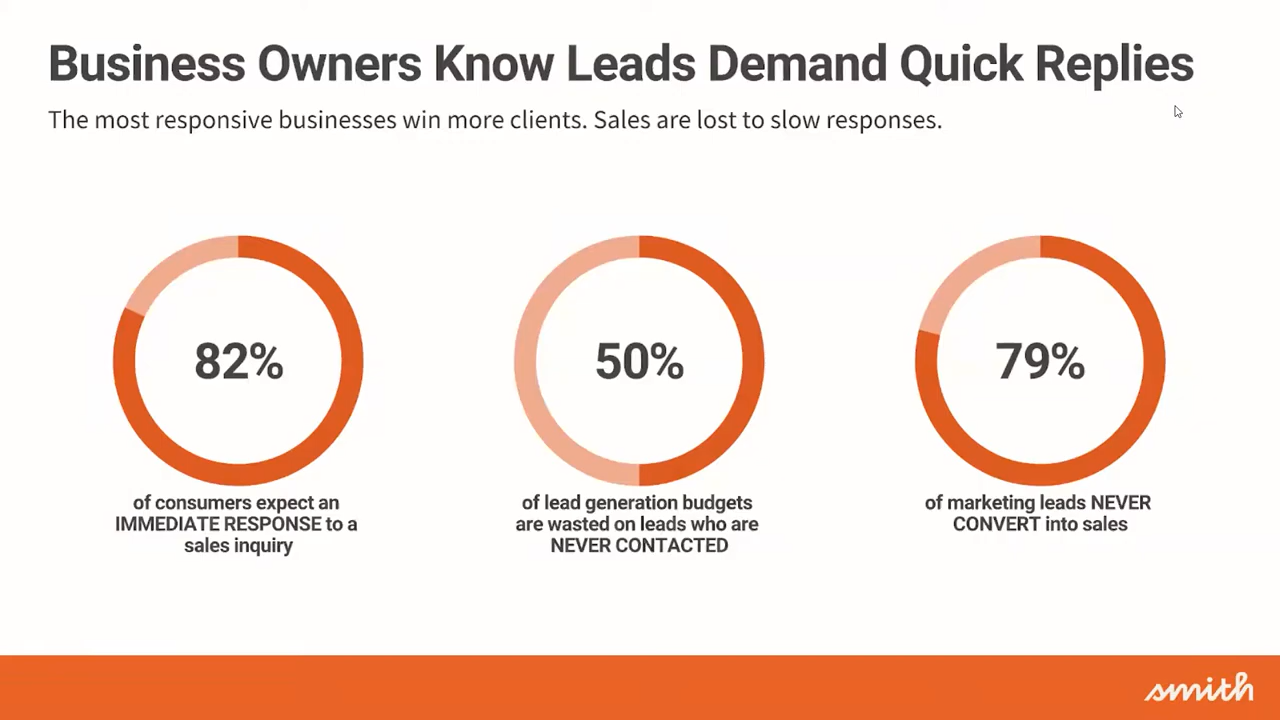 Business Owners Know Leads Demand Quick Replies
The most responsive businesses win more clients. Sales are lost to slow responses.
82%
of consumers expect an
IMMEDIATE RESPONSE to a
sales inquiry
50%
of lead generation budgets
are wasted on leads who are
NEVER CONTACTED
79%
of marketing leads NEVER
CONVERT into sales
smith